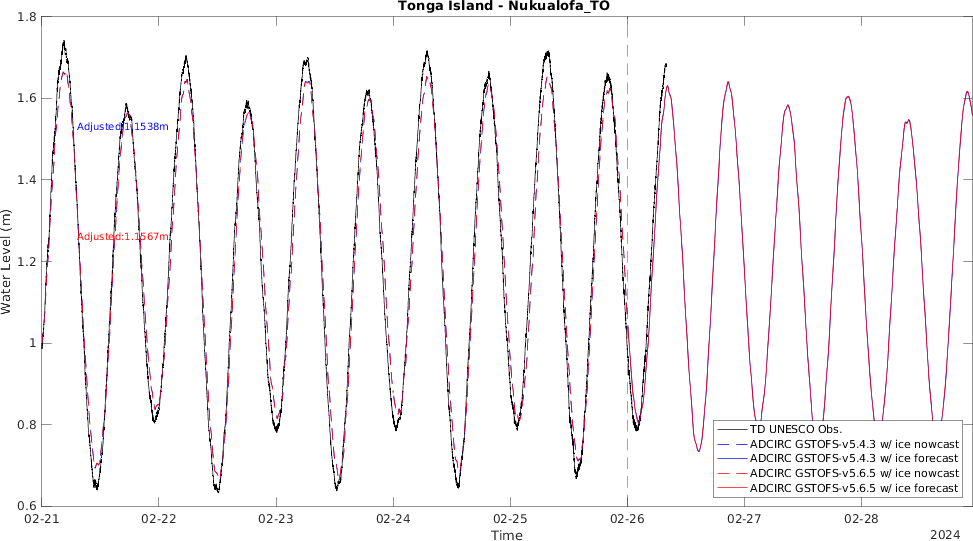 Tonga Island - Nukualofa_TO
1.8
1.6
1.4
1.2
1
0.8
0.6
Water Level (m)
Adjusted:1.1538m
Adjusted:1.1567m
TD UNESCO Obs.
ADCIRC GSTOFS-v5.4.3 w/ ice nowcast
ADCIRC GSTOFS-v5.4.3 w/ ice forecast
ADCIRC GSTOFS-v5.6.5 w/ ice nowcast
ADCIRC GSTOFS-v5.6.5 w/ ice forecast
02-21 02-22 02-23 02-24 02-25 02-26 02-27 02-28
Time
2024